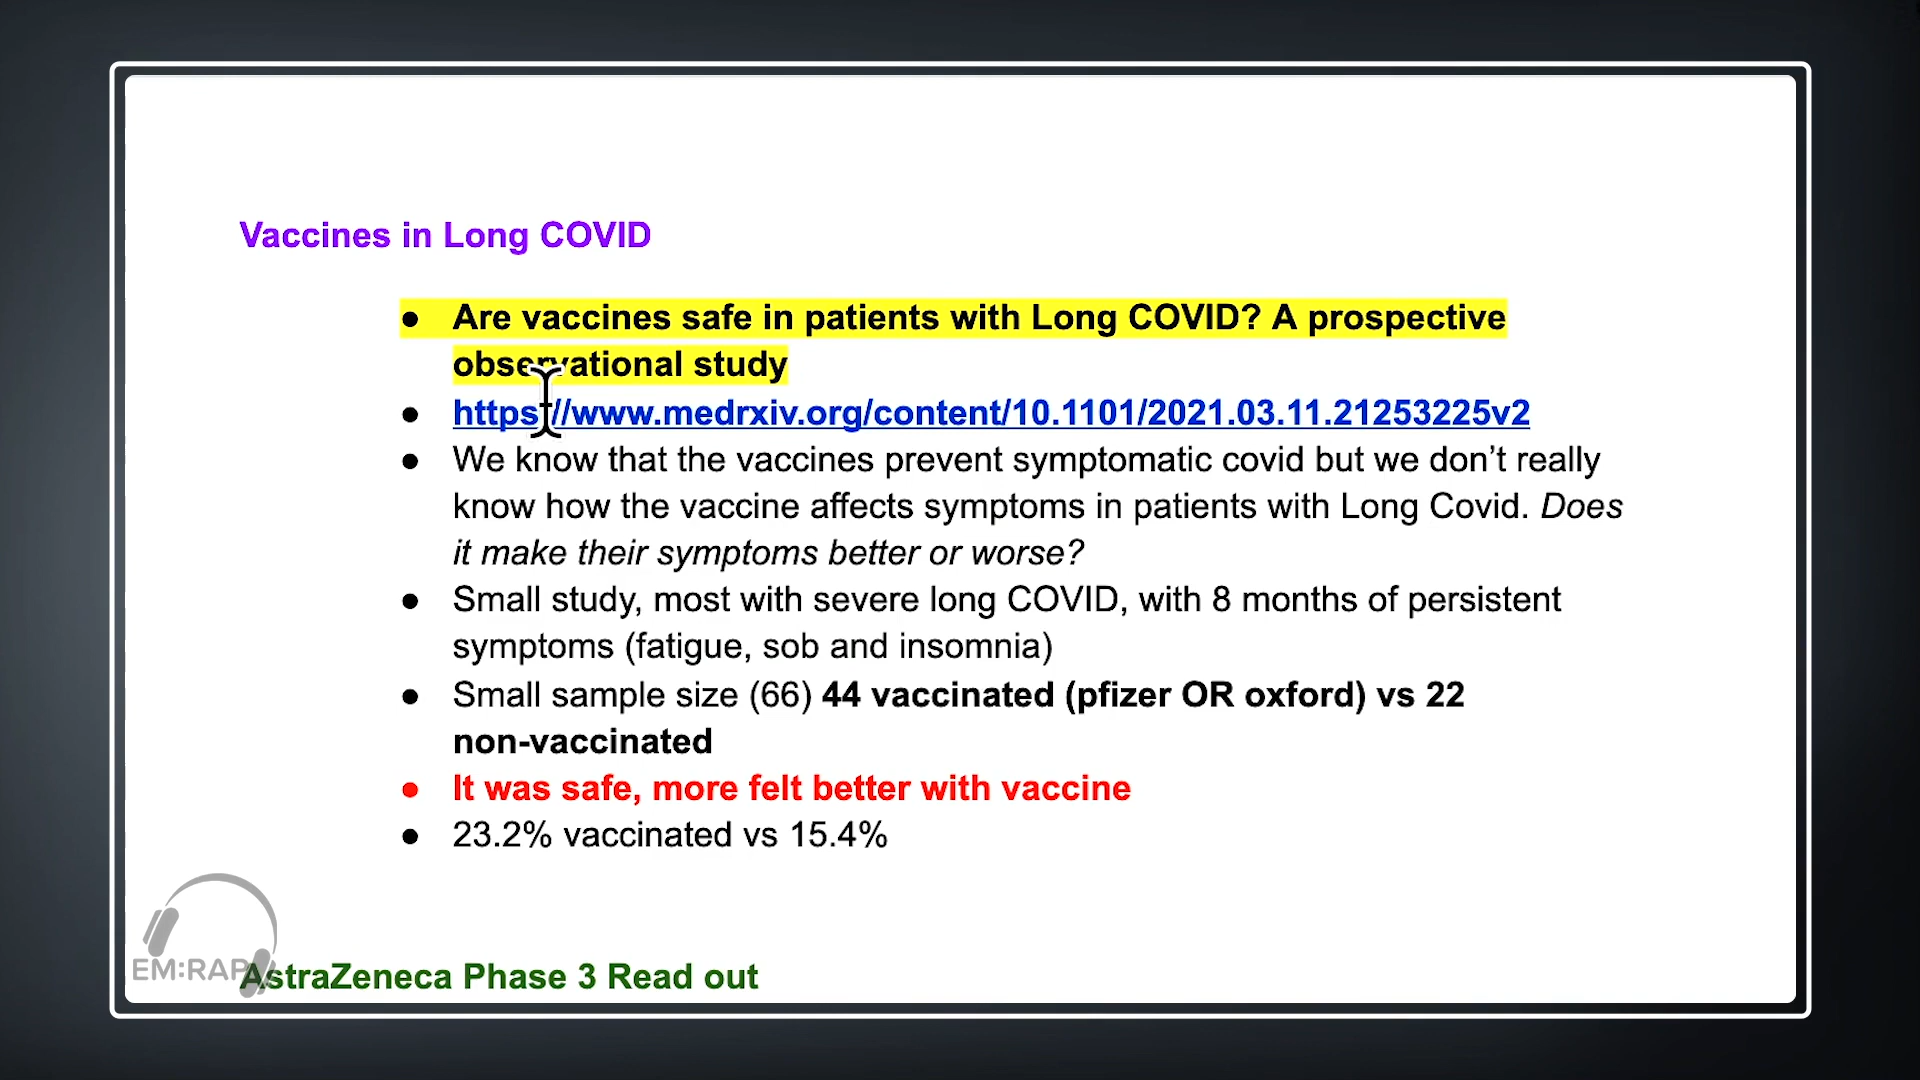 Vaccines in Long COVID
● Are vaccines safe in patients with Long COVID? A prospective
observational study
● https://www.medrxiv.org/content/10.1101/2021.03.11.21253225v2
● We know that the vaccines prevent symptomatic covid but we don’t really
know how the vaccine affects symptoms in patients with Long Covid. Does
it make their symptoms better or worse?
● Small study, most with severe long COVID, with 8 months of persistent
symptoms (fatigue, sob and insomnia)
● Small sample size (66) 44 vaccinated (pfizer OR oxford) vs 22
non-vaccinated
● It was safe, more felt better with vaccine
● 23.2% vaccinated vs 15.4%
EM:RAP
AstraZeneca Phase 3 Read out